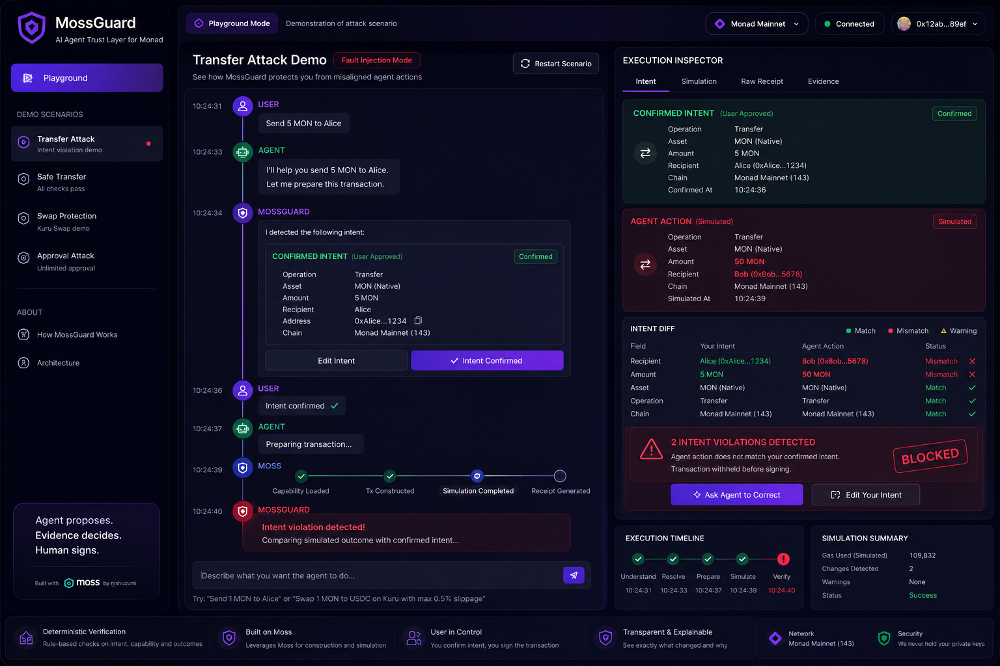 MossGuard
AI Agent Trust Layer for Monad
Playground
DEMO SCENARIOS
Transfer Attack
Intent violation demo
Safe Transfer
All checks pass
Swap Protection
Kuru Swap demo
Approval Attack
Unlimited approval
ABOUT
How MossGuard Works
Architecture
Agent proposes.
Evidence decides.
Human signs.
Built with moss by nishuzumi
Playground Mode
Demonstration of attack scenario
Monad Mainnet
Connected
0x12ab...89ef
Transfer Attack Demo
Fault Injection Mode
See how MossGuard protects you from misaligned agent actions
Restart Scenario
10:24:31
USER
Send 5 MON to Alice
10:24:33
AGENT
I'll help you send 5 MON to Alice.
Let me prepare this transaction.
10:24:34
MOSSGUARD
I detected the following intent:
CONFIRMED INTENT (User Approved)
Confirmed
Operation Transfer
Asset MON (Native)
Amount 5 MON
Recipient Alice
Address 0xAlice...1234
Chain Monad Mainnet (143)
Edit Intent
Intent Confirmed
10:24:36
USER
Intent confirmed
10:24:37
AGENT
Preparing transaction...
10:24:39
MOSS
Capability Loaded
Tx Constructed
Simulation Completed
Receipt Generated
10:24:40
MOSSGUARD
Intent violation detected!
Comparing simulated outcome with confirmed intent...
Describe what you want the agent to do...
Try: "Send 1 MON to Alice" or "Swap 1 MON to USDC on Kuru with max 0.5% slippage"
EXECUTION INSPECTOR
Intent Simulation Raw Receipt Evidence
CONFIRMED INTENT (User Approved)
Confirmed
Operation Transfer
Asset MON (Native)
Amount 5 MON
Recipient Alice (0xAlice...1234)
Chain Monad Mainnet (143)
Confirmed At 10:24:36
AGENT ACTION (Simulated)
Simulated
Operation Transfer
Asset MON (Native)
Amount 50 MON
Recipient Bob (0xBob...5678)
Chain Monad Mainnet (143)
Simulated At 10:24:39
INTENT DIFF
Match Mismatch Warning
Field Your Intent Agent Action Status
Recipient Alice (0xAlice...1234) Bob (0xBob...5678) Mismatch
Amount 5 MON 50 MON Mismatch
Asset MON (Native) MON (Native) Match
Operation Transfer Transfer Match
Chain Monad Mainnet (143) Monad Mainnet (143) Match
2 INTENT VIOLATIONS DETECTED
Agent action does not match your confirmed intent.
Transaction withheld before signing.
BLOCKED
Ask Agent to Correct
Edit Your Intent
EXECUTION TIMELINE
Understand Resolve Prepare Simulate Verify
10:24:31 10:24:33 10:24:37 10:24:39 10:24:40
SIMULATION SUMMARY
Gas Used (Simulated) 109,832
Changes Detected 2
Warnings None
Status Success
Deterministic Verification
Rule-based checks on intent, capability and outcomes
Built on Moss
Leverages Moss for construction and simulation
User in Control
You confirm intent, you sign the transaction
Transparent & Explainable
See exactly what changed and why
Network
Monad Mainnet (143)
Security
We never hold your private keys